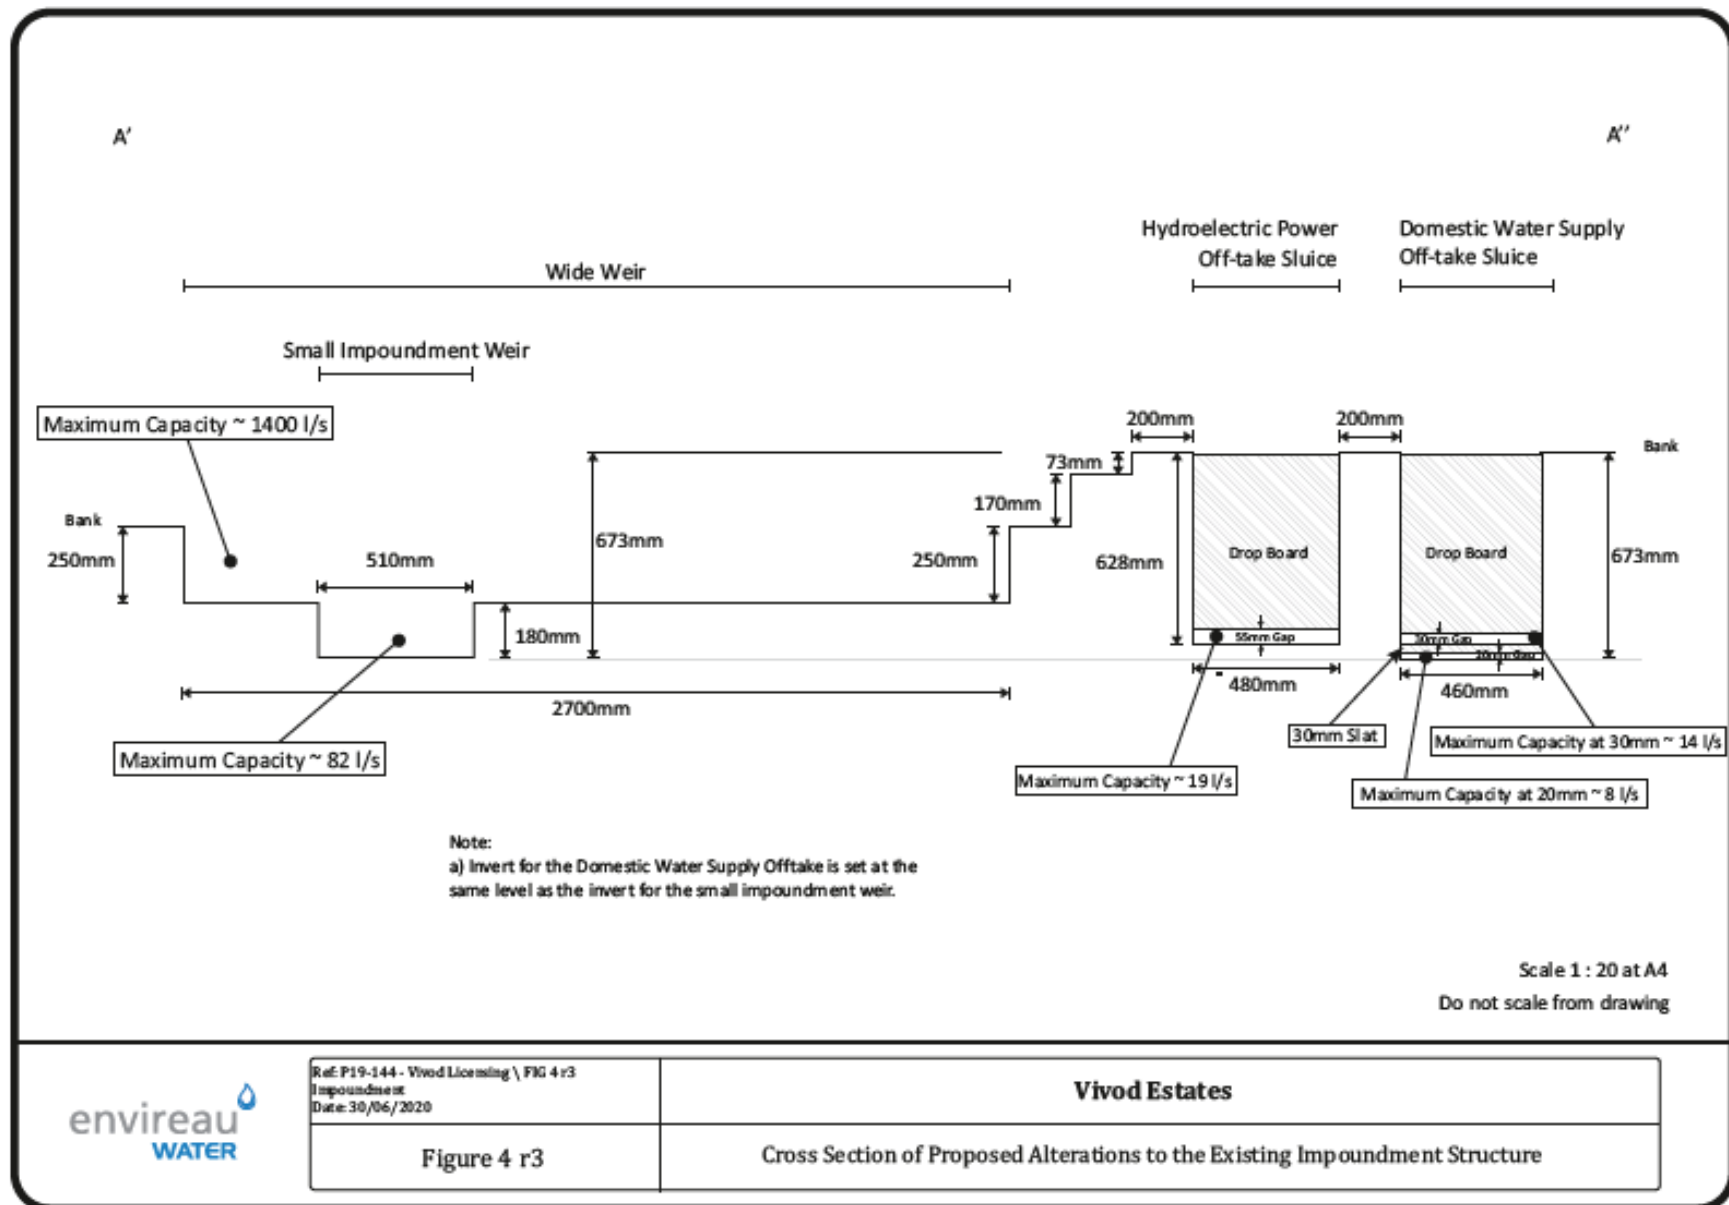 A'
A''
Hydroelectric Power
Off-take Sluice
Domestic Water Supply
Off-take Sluice
Wide Weir
Small Impoundment Weir
Maximum Capacity ~ 1400 l/s
200mm
200mm
Bank
73mm
170mm
Bank
250mm
510mm
673mm
250mm
628mm
Drop Board
Drop Board
673mm
180mm
55mm Gap
30mm Gap
20mm Gap
480mm
460mm
2700mm
30mm Slat
Maximum Capacity at 30mm ~ 14 l/s
Maximum Capacity ~ 82 l/s
Maximum Capacity ~ 19 l/s
Maximum Capacity at 20mm ~ 8 l/s
Note:
a) Invert for the Domestic Water Supply Offtake is set at the
same level as the invert for the small impoundment weir.
Scale 1 : 20 at A4
Do not scale from drawing
envireau
WATER
Ref: P19-144 - Vivod Licensing \ FIG 4 r3
Impoundment
Date: 30/06/2020
Figure 4 r3
Vivod Estates
Cross Section of Proposed Alterations to the Existing Impoundment Structure